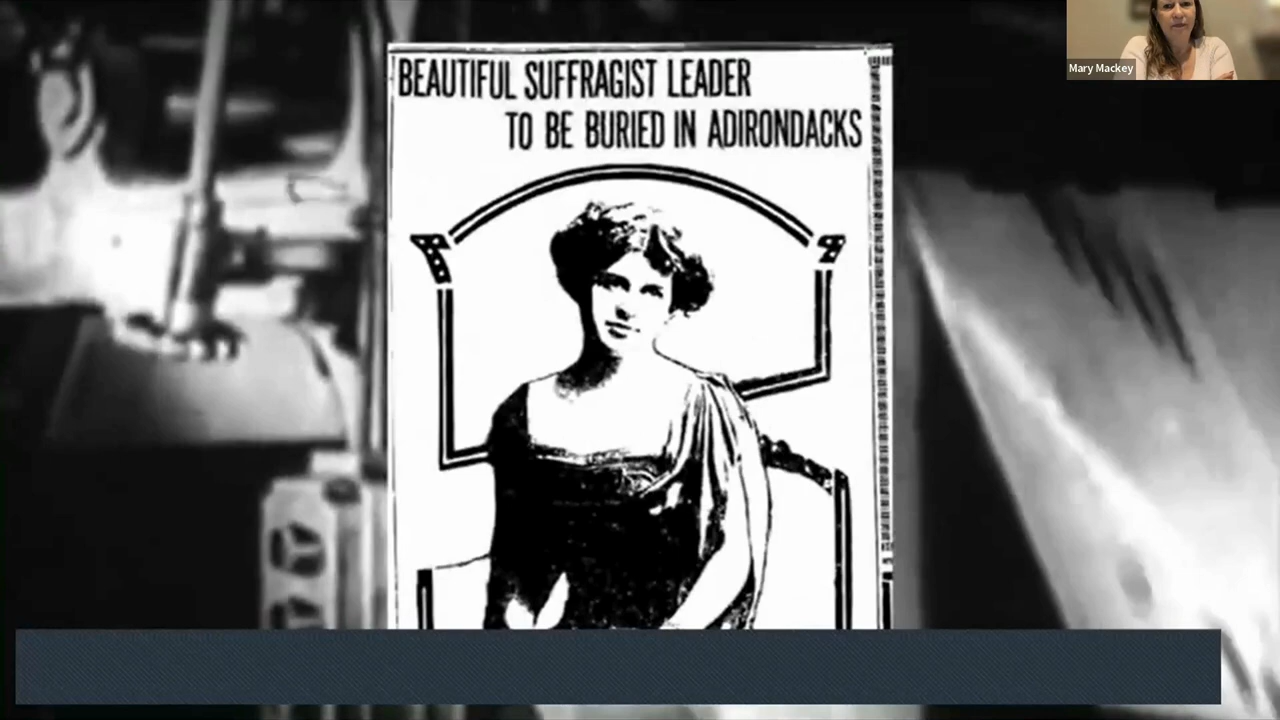 BEAUTIFUL SUFFRAGIST LEADER
TO BE BURIED IN ADIRONDACKS
Mary Mackey